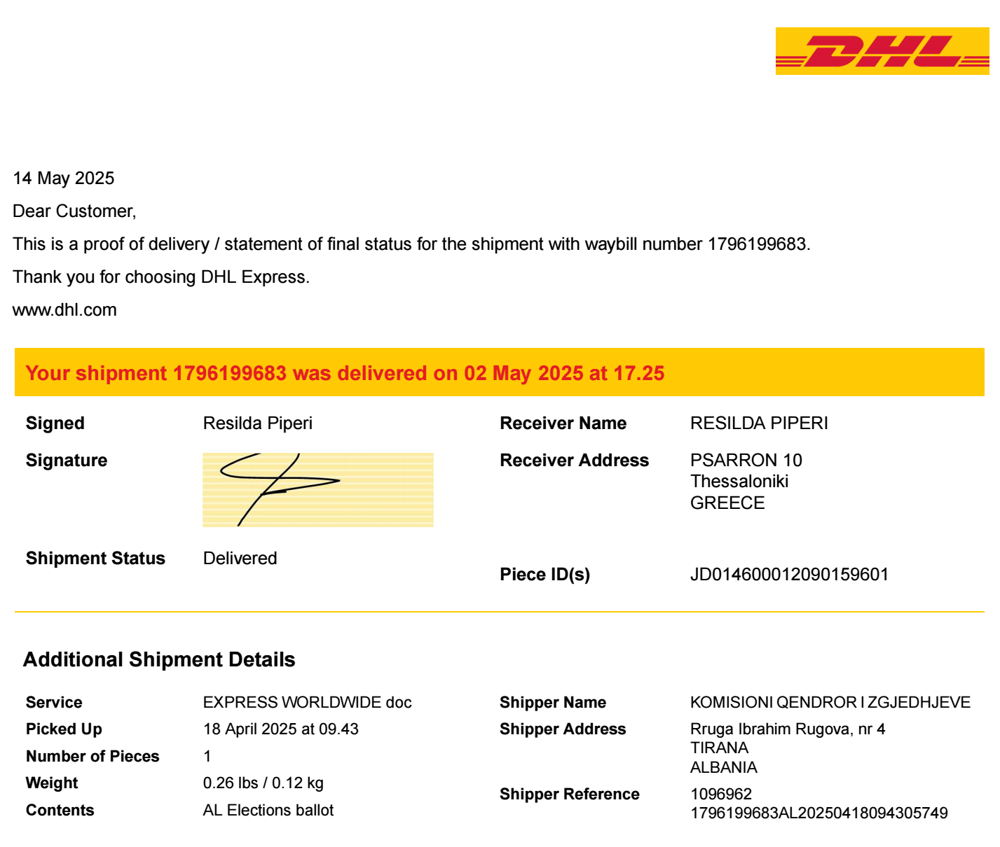 DHL
14 May 2025
Dear Customer,
This is a proof of delivery / statement of final status for the shipment with waybill number 1796199683.
Thank you for choosing DHL Express.
www.dhl.com
Your shipment 1796199683 was delivered on 02 May 2025 at 17.25
Signed Resilda Piperi
Signature
Shipment Status Delivered
Receiver Name RESILDA PIPERI
Receiver Address PSARRON 10
Thessaloniki
GREECE
Piece ID(s) JD014600012090159601
Additional Shipment Details
Service EXPRESS WORLDWIDE doc
Picked Up 18 April 2025 at 09.43
Number of Pieces 1
Weight 0.26 lbs / 0.12 kg
Contents AL Elections ballot
Shipper Name KOMISIONI QENDROR I ZGJEDHJEVE
Shipper Address Rruga Ibrahim Rugova, nr 4
TIRANA
ALBANIA
Shipper Reference 1096962
1796199683AL20250418094305749